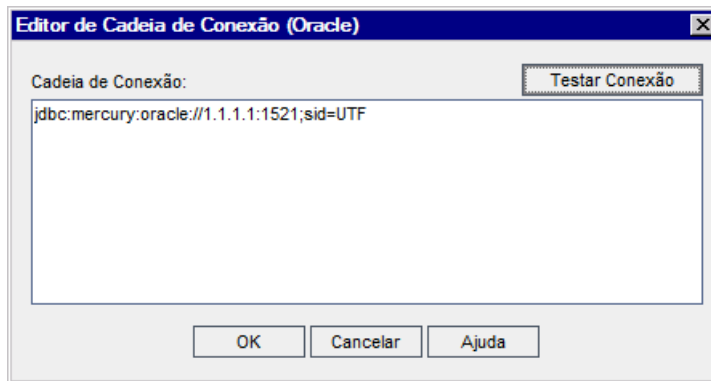 Editor de Cadeia de Conexão (Oracle)
Cadeia de Conexão:
Testar Conexão
jdbc:mercury:oracle://1.1.1.1:1521;sid=UTF
OK
Cancelar
Ajuda